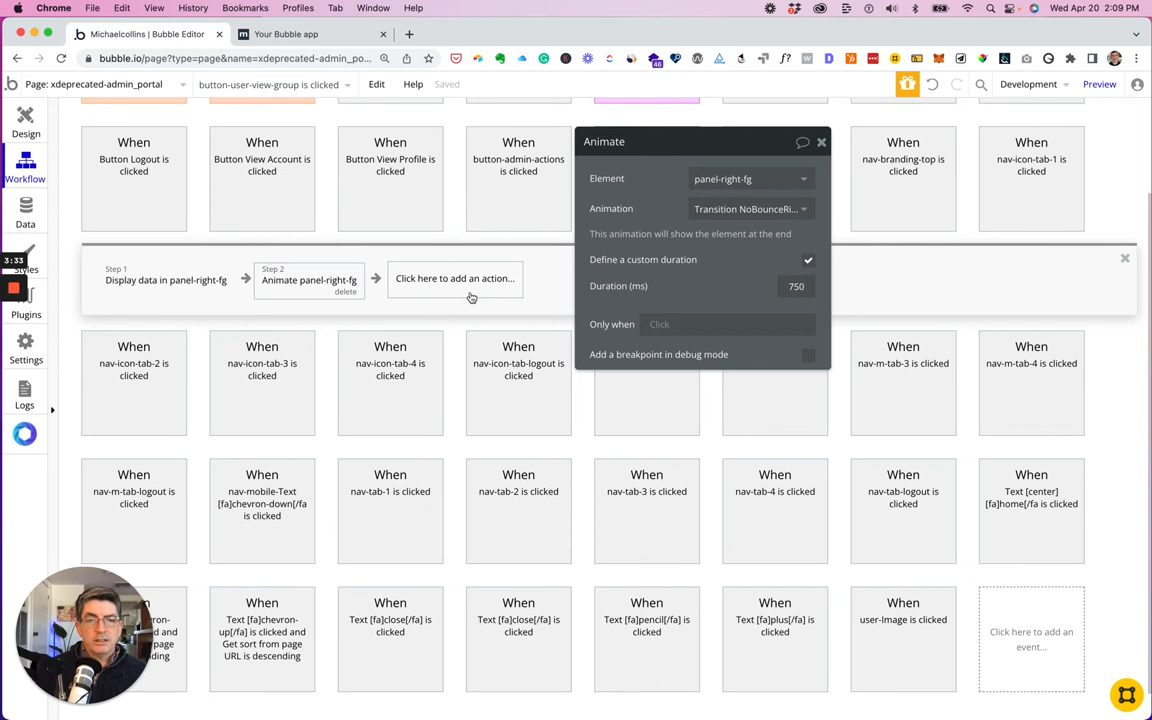 Chrome File Edit View History Bookmarks Profiles Tab Window Help Wed Apr 20 2:09 PM
Michaelcollins | Bubble Editor Your Bubble app
bubble.io/page?type=page&name=xdeprecated-admin_po...
46
Page: xdeprecated-admin_portal button-user-view-group is clicked Edit Help Saved Development Preview
Design
Workflow
Data
Styles
Plugins
Settings
Logs
3:33
When
Button Logout is
clicked
When
Button View Account is
clicked
When
Button View Profile is
clicked
When
button-admin-actions
is clicked
When
nav-branding-top is
clicked
When
nav-icon-tab-1 is
clicked
Animate
Element panel-right-fg
Animation Transition NoBounceRi...
This animation will show the element at the end
Define a custom duration
Duration (ms) 750
Only when Click
Add a breakpoint in debug mode
Step 1
Display data in panel-right-fg
Step 2
Animate panel-right-fg
delete
Click here to add an action...
When
nav-icon-tab-2 is
clicked
When
nav-icon-tab-3 is
clicked
When
nav-icon-tab-4 is
clicked
When
nav-icon-tab-logout is
clicked
When
nav-m-tab-3 is clicked
When
nav-m-tab-4 is clicked
When
nav-m-tab-logout is
clicked
When
nav-mobile-Text
[fa]chevron-down[/fa
is clicked
When
nav-tab-1 is clicked
When
nav-tab-2 is clicked
When
nav-tab-3 is clicked
When
nav-tab-4 is clicked
When
nav-tab-logout is
clicked
When
Text [center]
[fa]home[/fa is clicked
When
Text [fa]chevron-
up[/fa] is clicked and
Get sort from page
URL is descending
When
Text [fa]close[/fa] is
clicked
When
Text [fa]close[/fa] is
clicked
When
Text [fa]pencil[/fa] is
clicked
When
Text [fa]plus[/fa] is
clicked
When
user-Image is clicked
Click here to add an
event...